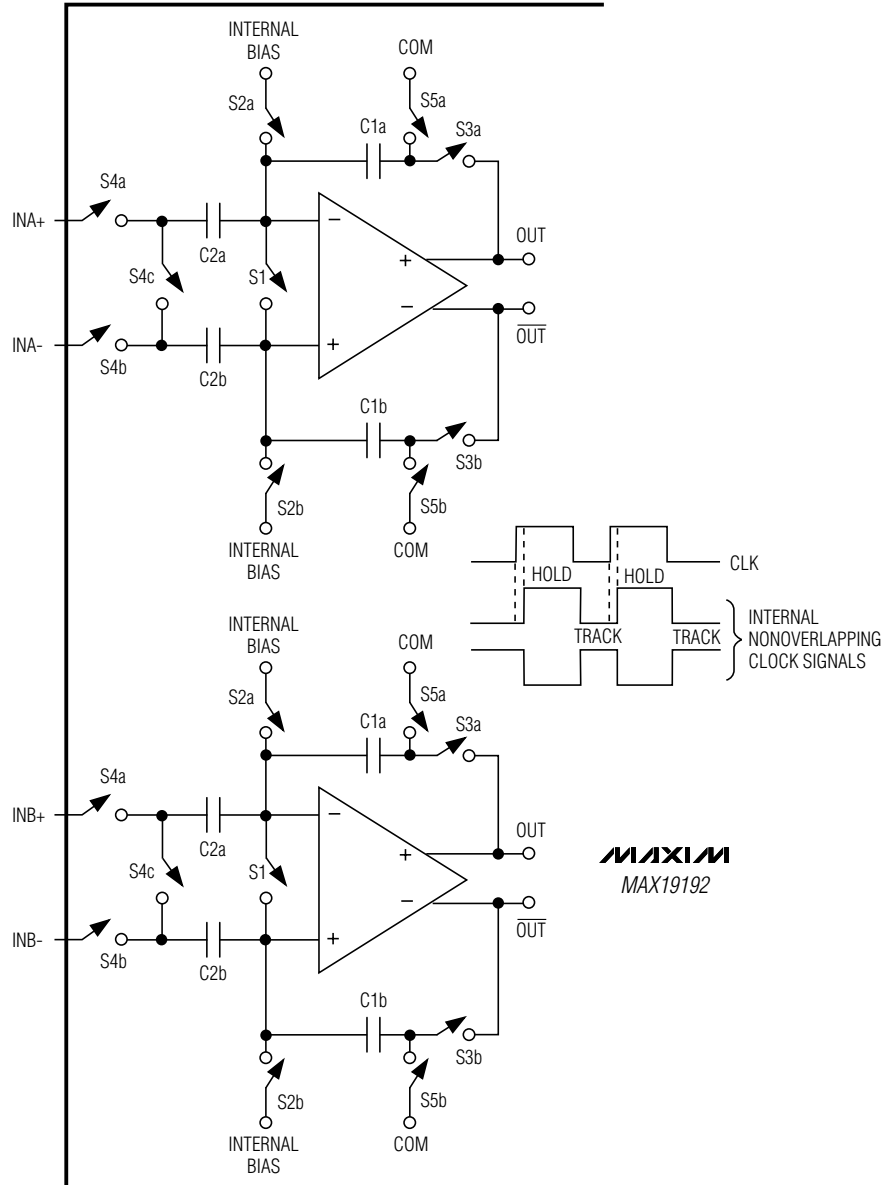 INTERNAL
BIAS
COM
S2a
S5a
C1a
S3a
S4a
INA+
C2a
−
OUT
+
S4c
S1
−
OUT
INA-
S4b
C2b
+
C1b
S3b
S2b
S5b
INTERNAL
BIAS
COM
CLK
HOLD
HOLD
TRACK
TRACK
INTERNAL
NONOVERLAPPING
CLOCK SIGNALS
INTERNAL
BIAS
COM
S2a
S5a
C1a
S3a
S4a
INB+
C2a
−
OUT
+
S4c
S1
−
OUT
INB-
S4b
C2b
+
C1b
S3b
S2b
S5b
INTERNAL
BIAS
COM
MAXIM
MAX19192